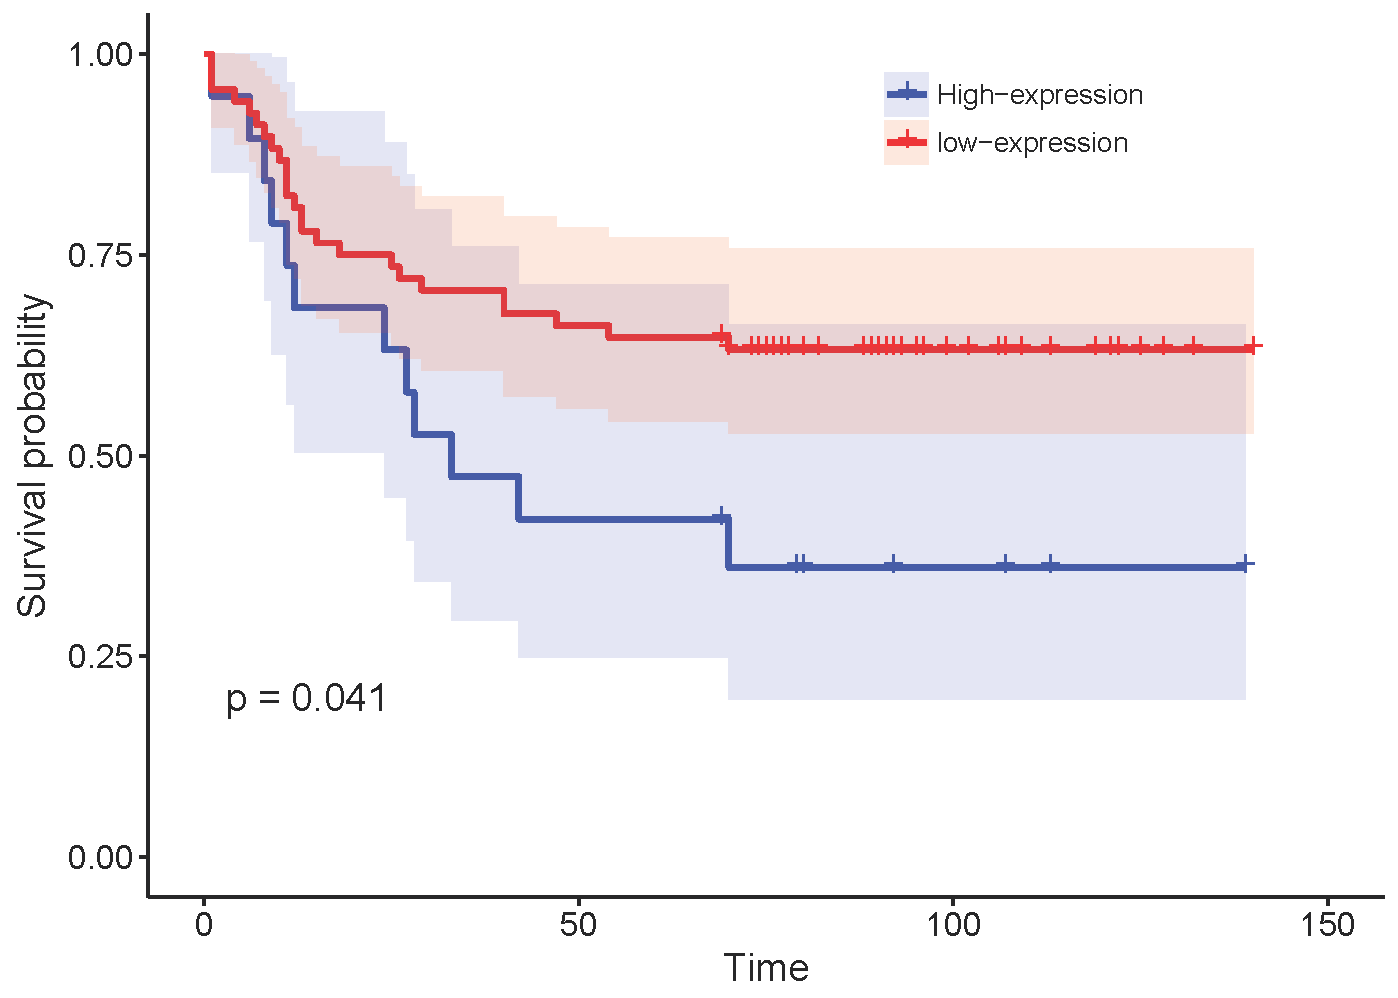 1.00
0.75
0.50
0.25
0.00
Survival probability
High-expression
low-expression
p = 0.041
0 50 100 150
Time